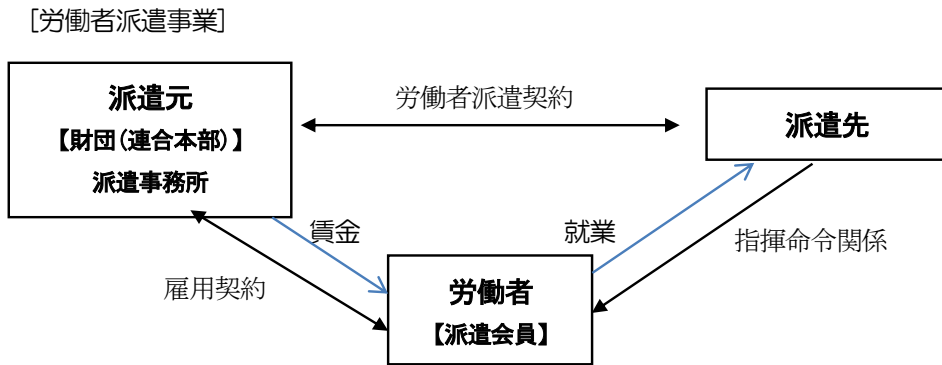 [労働者派遣事業]
派遣元
【財団(連合本部)】
派遣事務所
労働者派遣契約
派遣先
賃金
就業
指揮命令関係
雇用契約
労働者
【派遣会員】